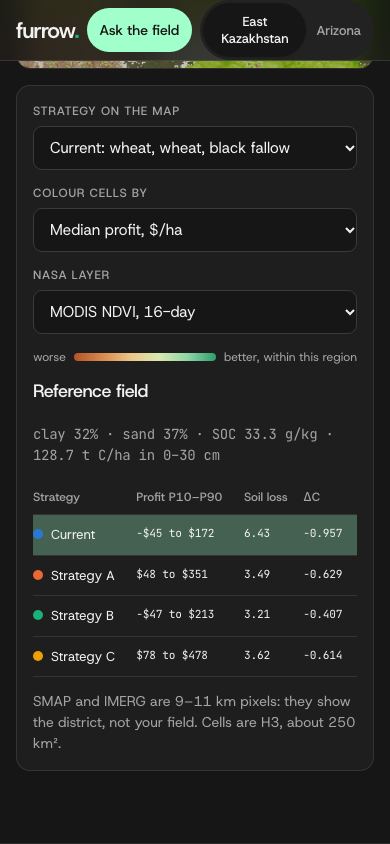 furrow.
Ask the field
East
Kazakhstan
Arizona
STRATEGY ON THE MAP
Current: wheat, wheat, black fallow
COLOUR CELLS BY
Median profit, $/ha
NASA LAYER
MODIS NDVI, 16-day
worse better, within this region
Reference field
clay 32% · sand 37% · SOC 33.3 g/kg ·
128.7 t C/ha in 0–30 cm
Strategy Profit P10–P90 Soil loss ΔC
Current -$45 to $172 6.43 -0.957
Strategy A $48 to $351 3.49 -0.629
Strategy B -$47 to $213 3.21 -0.407
Strategy C $78 to $478 3.62 -0.614
SMAP and IMERG are 9–11 km pixels: they show
the district, not your field. Cells are H3, about 250
km².